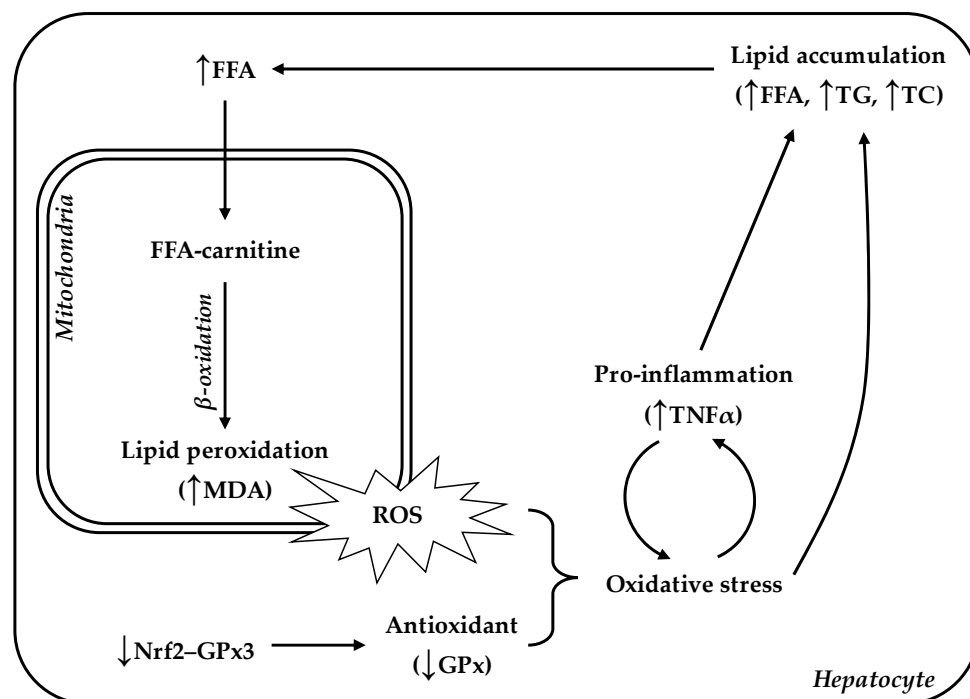 Lipid accumulation
(↑FFA, ↑TG, ↑TC)
↑FFA
Mitochondria
FFA-carnitine
β-oxidation
Lipid peroxidation
(↑MDA)
ROS
Pro-inflammation
(↑TNFα)
Oxidative stress
↓Nrf2–GPx3
Antioxidant
(↓GPx)
Hepatocyte